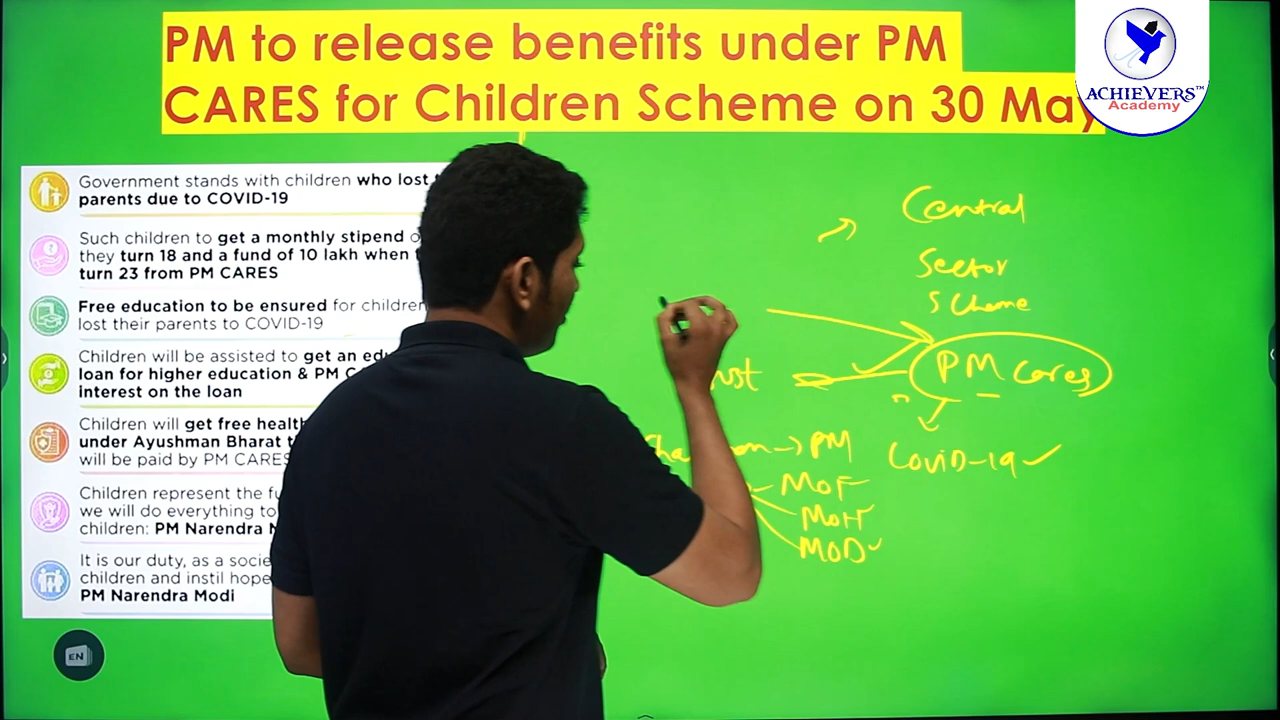 PM to release benefits under PM
CARES for Children Scheme on 30 May
ACHIEVERS™
Academy
Government stands with children who lost
parents due to COVID-19
Such children to get a monthly stipend
they turn 18 and a fund of 10 lakh when
turn 23 from PM CARES
Free education to be ensured for children
lost their parents to COVID-19
Children will be assisted to get an
loan for higher education & PM
interest on the loan
Children will get free
under Ayushman Bharat
will be paid by PM CARES
Children represent the
we will do everything to
children: PM Narendra
It is our duty, as a
children and instil hope
PM Narendra Modi
EN
Central
Sector
Scheme
PM Cares
→ PM
COVID-19
MOF
MOH
MOD